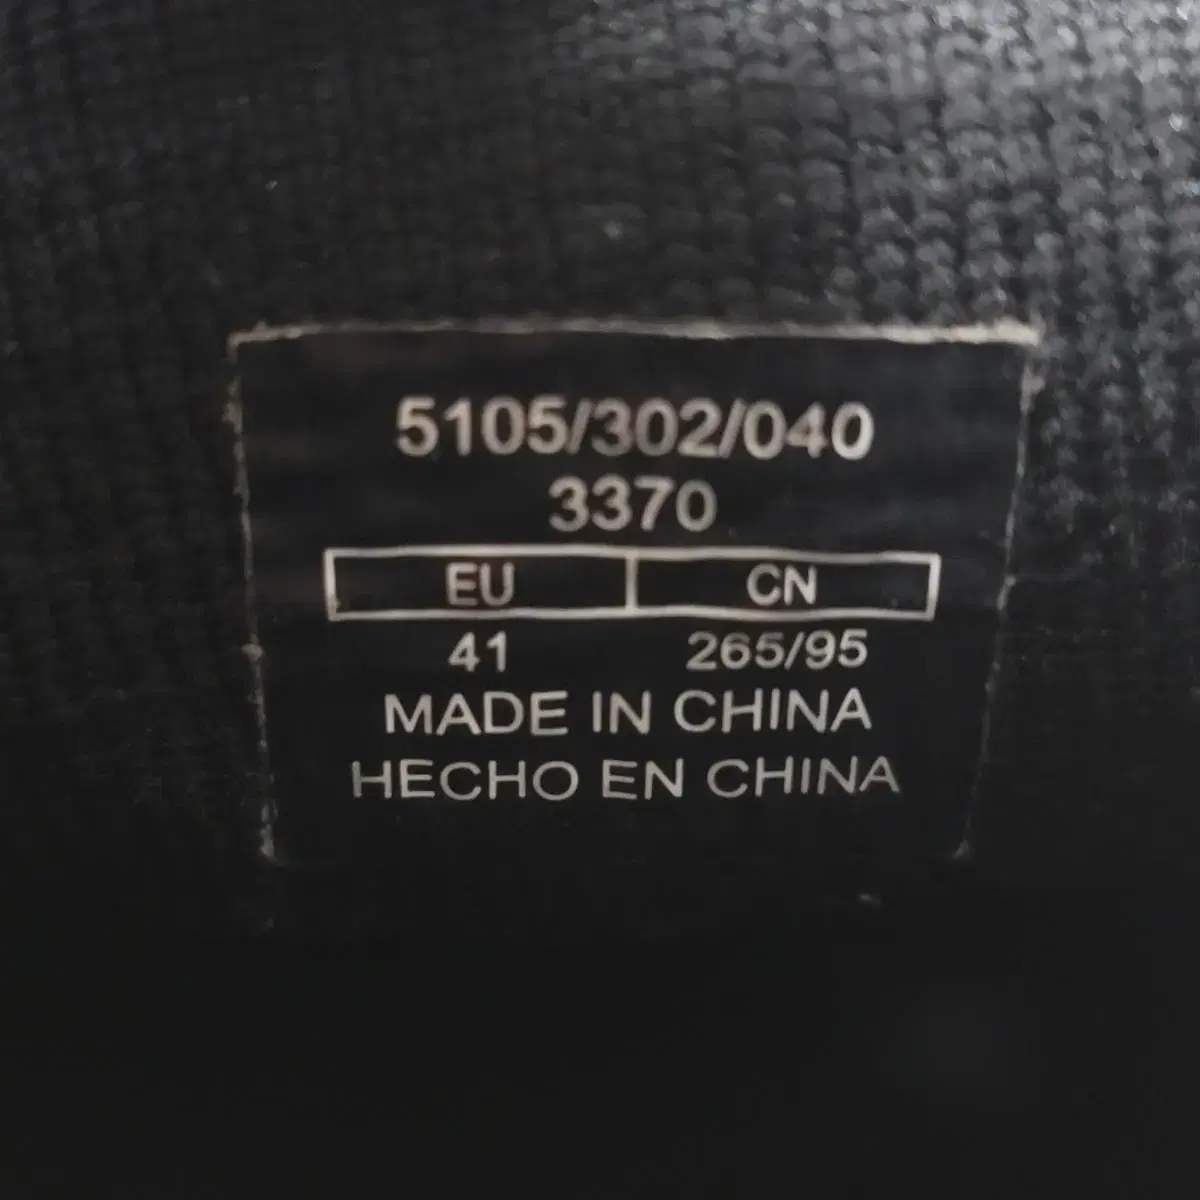 5105/302/040
3370
EU CN
41 265/95
MADE IN CHINA
HECHO EN CHINA